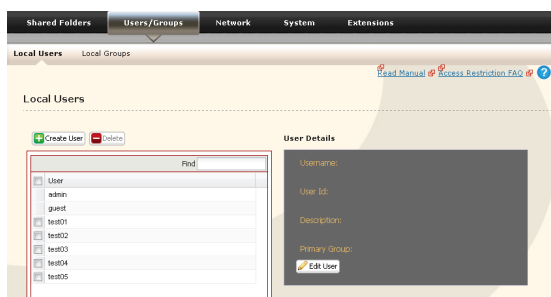 Shared Folders Users/Groups Network System Extensions
Local Users Local Groups
Read Manual Access Restriction FAQ ?
Local Users
Create User Delete
User Details
Find
User
admin
guest
test01
test02
test03
test04
test05
Username:
User Id:
Description:
Primary Group:
Edit User